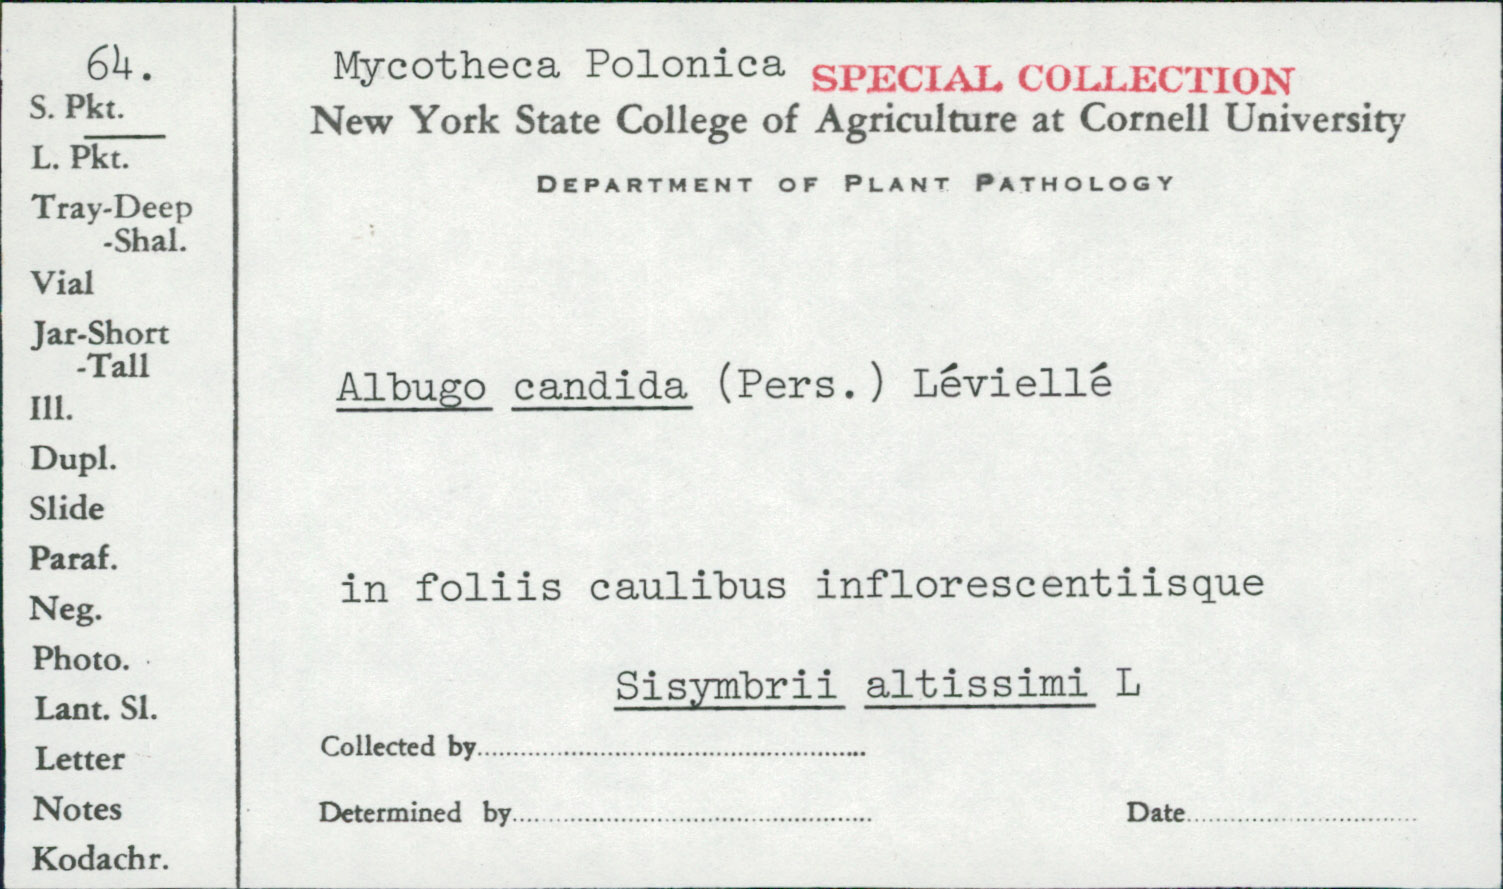 64.
S. Pkt.
L. Pkt.
Tray-Deep
-Shal.
Vial
Jar-Short
-Tall
Ill.
Dupl.
Slide
Paraf.
Neg.
Photo.
Lant. Sl.
Letter
Notes
Kodachr.
Mycotheca Polonica SPECIAL COLLECTION
New York State College of Agriculture at Cornell University
DEPARTMENT OF PLANT PATHOLOGY
Albugo candida (Pers.) Léviellé
in foliis caulibus inflorescentiisque
Sisymbrii altissimi L
Collected by
Determined by Date